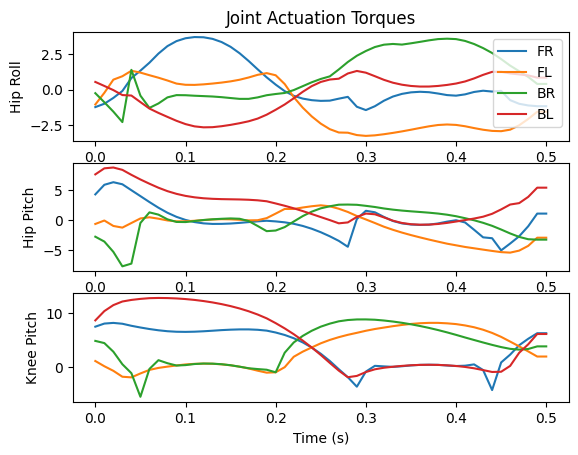 Joint Actuation Torques
Hip Roll
2.5
0.0
−2.5
FR
FL
BR
BL
0.0 0.1 0.2 0.3 0.4 0.5
Hip Pitch
5
0
−5
0.0 0.1 0.2 0.3 0.4 0.5
Knee Pitch
10
0
0.0 0.1 0.2 0.3 0.4 0.5
Time (s)